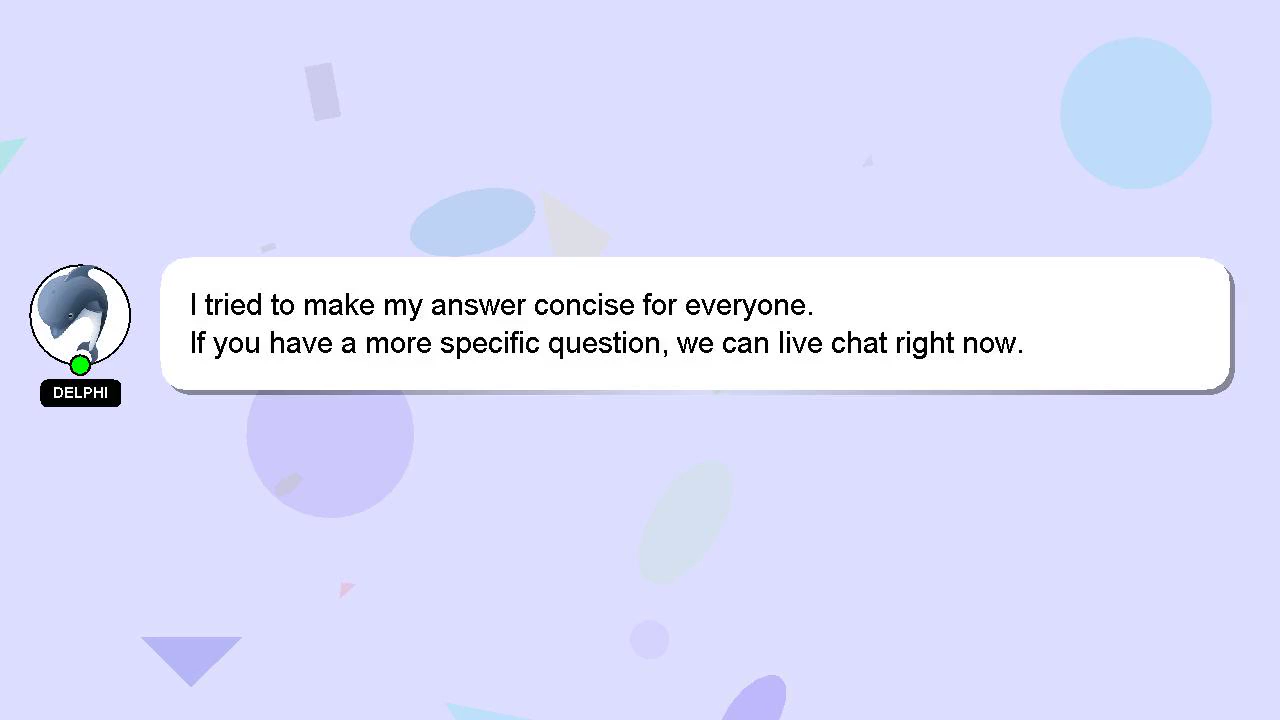 I tried to make my answer concise for everyone.
If you have a more specific question, we can live chat right now.
DELPHI